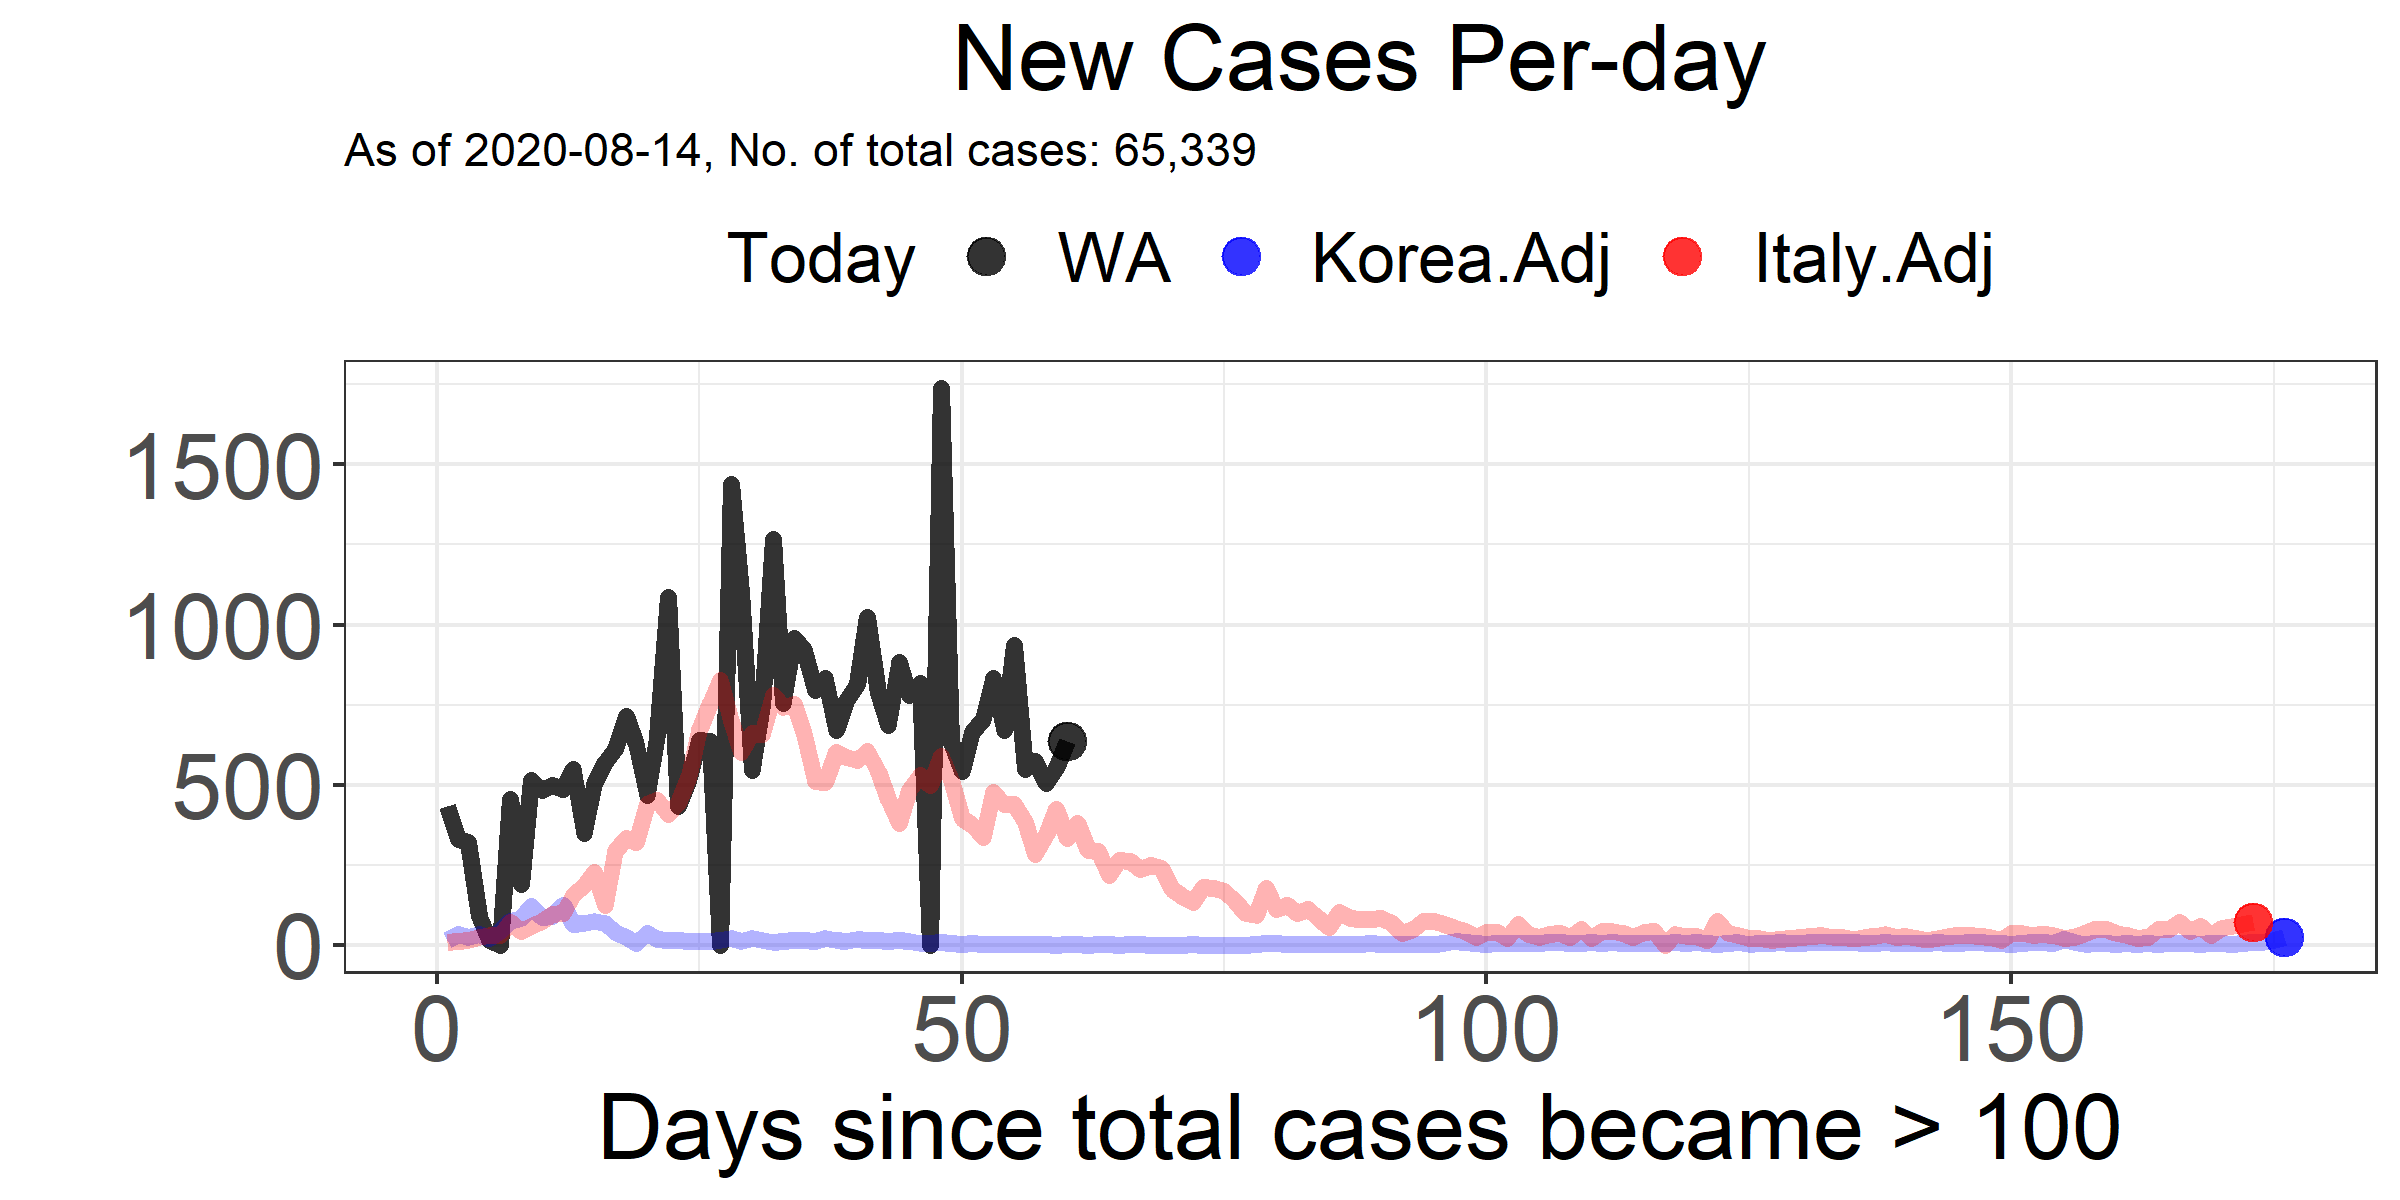 New Cases Per-day
As of 2020-08-14, No. of total cases: 65,339
Today WA Korea.Adj Italy.Adj
1500
1000
500
0
0 50 100 150
Days since total cases became > 100